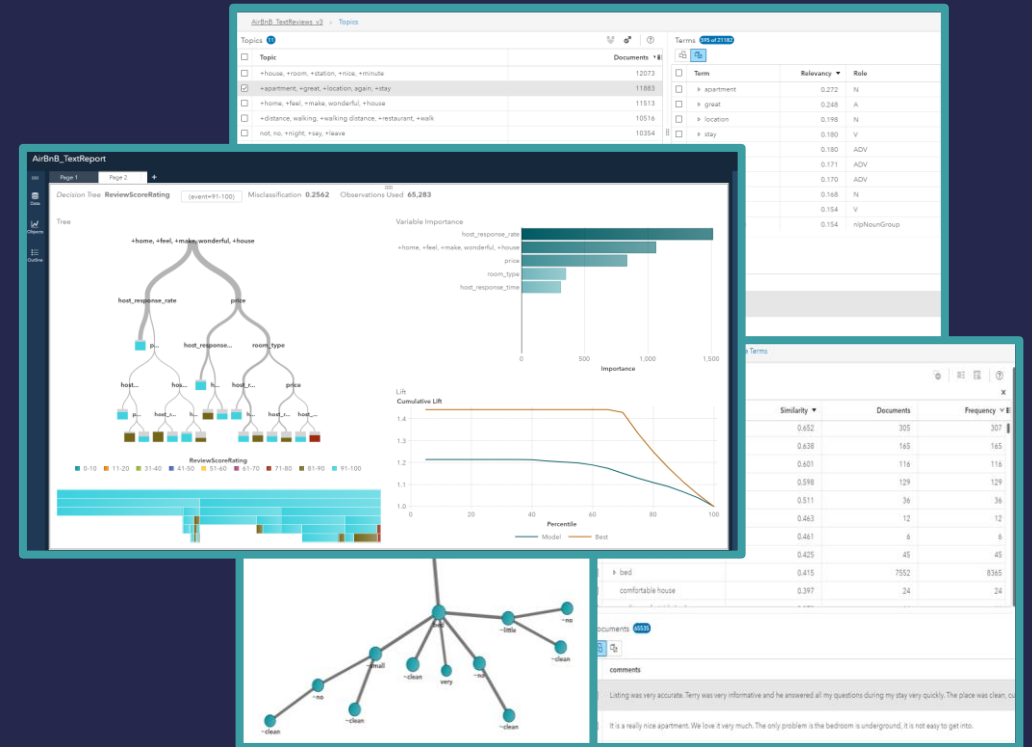 AirBnB_TextReviews_v3 › Topics
Topics 11
Topic Documents
+house, +room, +station, +nice, +minute 12073
+apartment, +great, +location, again, +stay 11883
+home, +feel, +make, wonderful, +house 11513
+distance, walking, +walking distance, +restaurant, +walk 10516
not, no, +night, +say, +leave 10354
Terms 595 of 21182
Term Relevancy Role
apartment 0.272 N
great 0.248 A
location 0.198 N
stay 0.180 V
0.180 ADV
0.171 ADV
0.170 ADV
0.168 N
0.154 V
0.154 nlpNounGroup
AirBnB_TextReport
Page 1 Page 2 +
Data
Objects
Outline
Decision Tree ReviewScoreRating (event=91-100) Misclassification 0.2562 Observations Used 65,283
Tree
+home, +feel, +make, wonderful, +house
host_response_rate price
p... host_response... room_type
host... hos... h... host_r... price
p... host_r... h... h... host_r... host_...
ReviewScoreRating
0-10 11-20 31-40 41-50 51-60 61-70 71-80 81-90 91-100
Variable Importance
host_response_rate
+home, +feel, +make, wonderful, +house
price
room_type
host_response_time
0 500 1,000 1,500
Importance
Lift
Cumulative Lift
1.4
1.3
1.2
1.1
1.0
0 20 40 60 80 100
Percentile
Model Best
Terms
Similarity Documents Frequency
0.652 305 307
0.638 165 165
0.601 116 116
0.598 129 129
0.511 36 36
0.463 12 12
0.461 6 6
0.425 45 45
bed 0.415 7552 8365
comfortable house 0.397 24 24
ocuments 65535
comments
Listing was very accurate. Terry was very informative and he answered all my questions during my stay very quickly. The place was clean,
It is a really nice apartment. We love it very much. The only problem is the bedroom is underground, it is not easy to get into.
~no
~little
~clean
~small
~clean
very
~no
~no
~clean
~clean
~clean